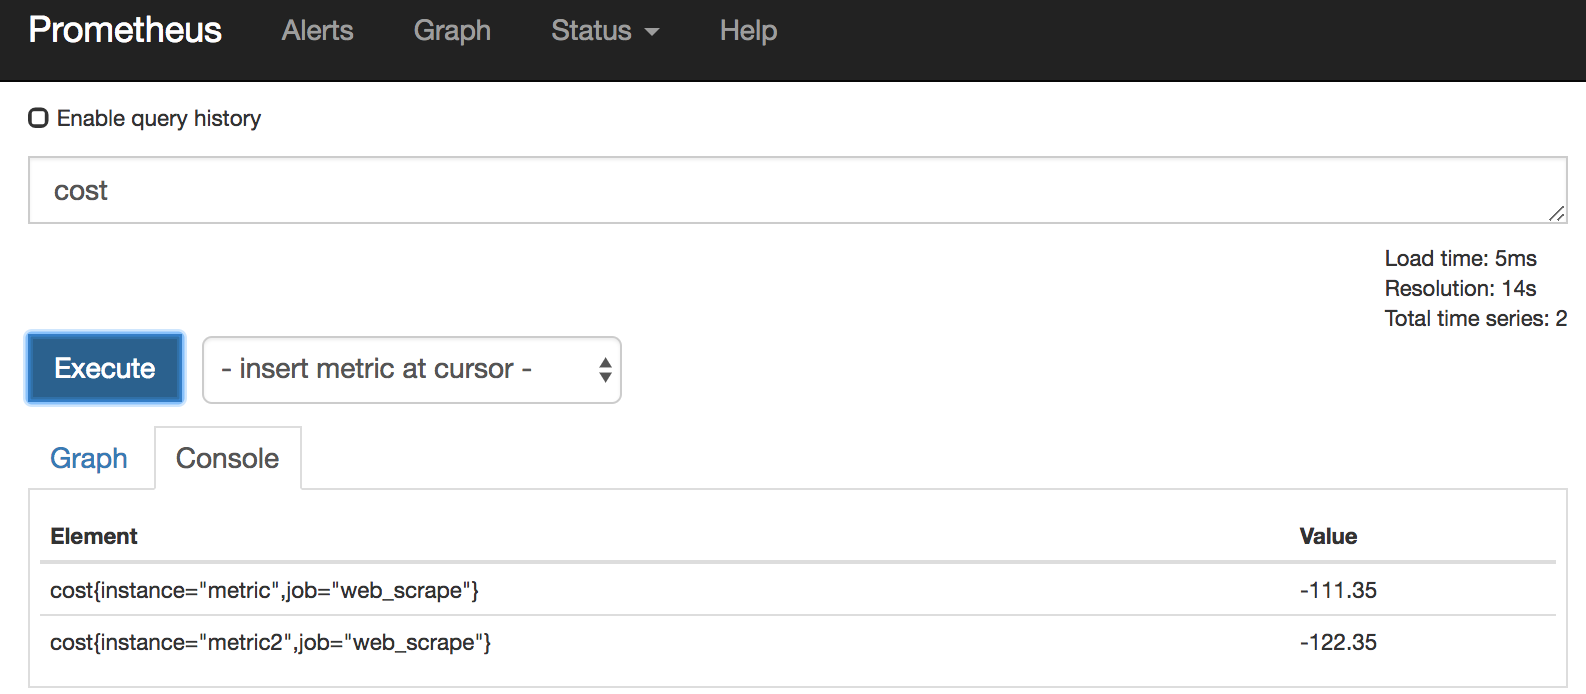 Prometheus Alerts Graph Status Help
Enable query history
cost
Load time: 5ms
Resolution: 14s
Total time series: 2
Execute - insert metric at cursor -
Graph Console
Element Value
cost{instance="metric",job="web_scrape"} -111.35
cost{instance="metric2",job="web_scrape"} -122.35